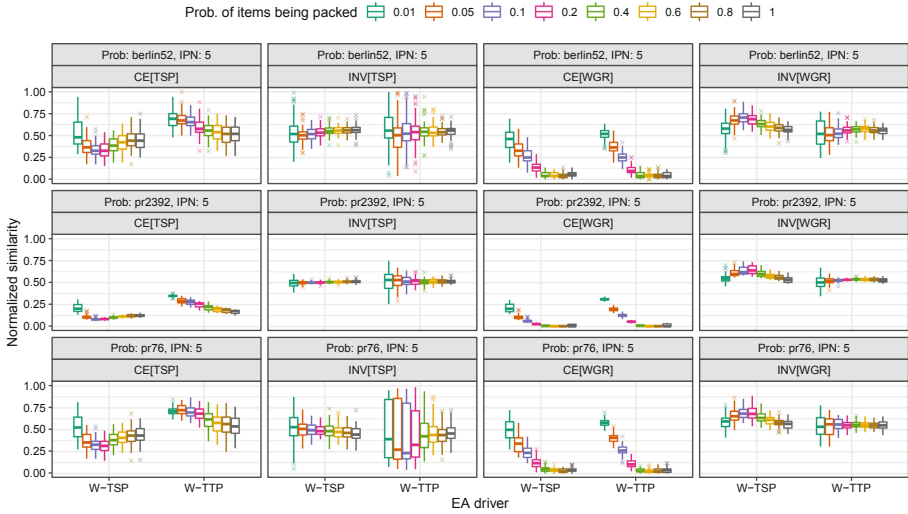 Prob. of items being packed 0.01 0.05 0.1 0.2 0.4 0.6 0.8 1
Prob: berlin52, IPN: 5 Prob: berlin52, IPN: 5 Prob: berlin52, IPN: 5 Prob: berlin52, IPN: 5
CE[TSP] INV[TSP] CE[WGR] INV[WGR]
1.00
0.75
0.50
0.25
0.00
Prob: pr2392, IPN: 5 Prob: pr2392, IPN: 5 Prob: pr2392, IPN: 5 Prob: pr2392, IPN: 5
CE[TSP] INV[TSP] CE[WGR] INV[WGR]
1.00
0.75
0.50
0.25
0.00
Prob: pr76, IPN: 5 Prob: pr76, IPN: 5 Prob: pr76, IPN: 5 Prob: pr76, IPN: 5
CE[TSP] INV[TSP] CE[WGR] INV[WGR]
1.00
0.75
0.50
0.25
0.00
Normalized similarity
W-TSP W-TTP W-TSP W-TTP W-TSP W-TTP W-TSP W-TTP
EA driver